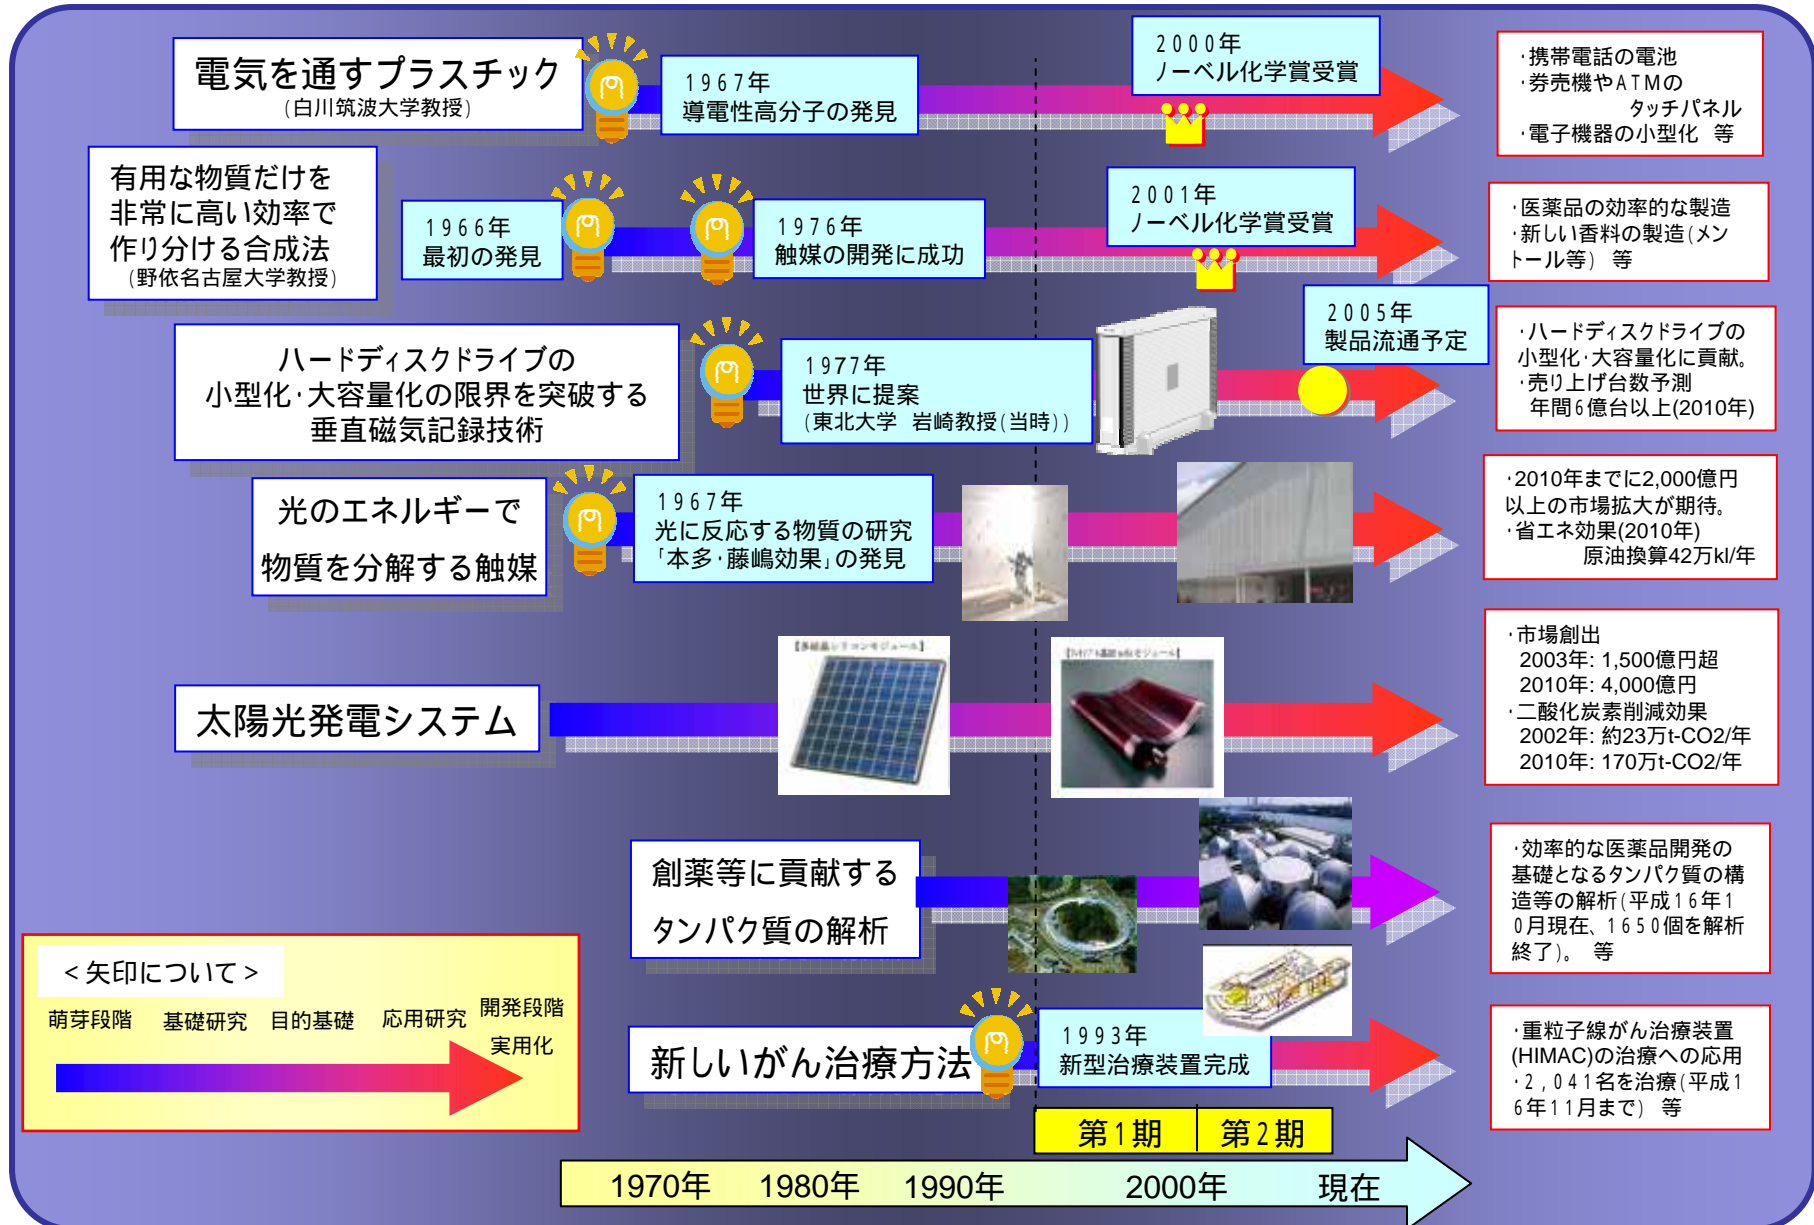 電気を通すプラスチック
(白川筑波大学教授)
1967年
導電性高分子の発見
2000年
ノーベル化学賞受賞
·携帯電話の電池
·券売機やATMの
タッチパネル
·電子機器の小型化 等
有用な物質だけを
非常に高い効率で
作り分ける合成法
(野依名古屋大学教授)
1966年
最初の発見
1976年
触媒の開発に成功
2001年
ノーベル化学賞受賞
·医薬品の効率的な製造
·新しい香料の製造(メン
トール等) 等
ハードディスクドライブの
小型化·大容量化の限界を突破する
垂直磁気記録技術
1977年
世界に提案
(東北大学 岩崎教授(当時))
2005年
製品流通予定
·ハードディスクドライブの
小型化·大容量化に貢献。
·売り上げ台数予測
年間6億台以上(2010年)
光のエネルギーで
物質を分解する触媒
1967年
光に反応する物質の研究
「本多·藤嶋効果」の発見
·2010年までに2,000億円
以上の市場拡大が期待。
·省エネ効果(2010年)
原油換算42万kl/年
太陽光発電システム
【多結晶シリコンモジュール】
·市場創出
2003年: 1,500億円超
2010年: 4,000億円
·二酸化炭素削減効果
2002年: 約23万t-CO2/年
2010年: 170万t-CO2/年
創薬等に貢献する
タンパク質の解析
·効率的な医薬品開発の
基礎となるタンパク質の構
造等の解析(平成16年1
0月現在、1650個を解析
終了)。 等
新しいがん治療方法
1993年
新型治療装置完成
·重粒子線がん治療装置
(HIMAC)の治療への応用
·2,041名を治療(平成1
6年11月まで) 等
<矢印について>
萌芽段階 基礎研究 目的基礎 応用研究 開発段階
実用化
第1期 第2期
1970年 1980年 1990年 2000年 現在